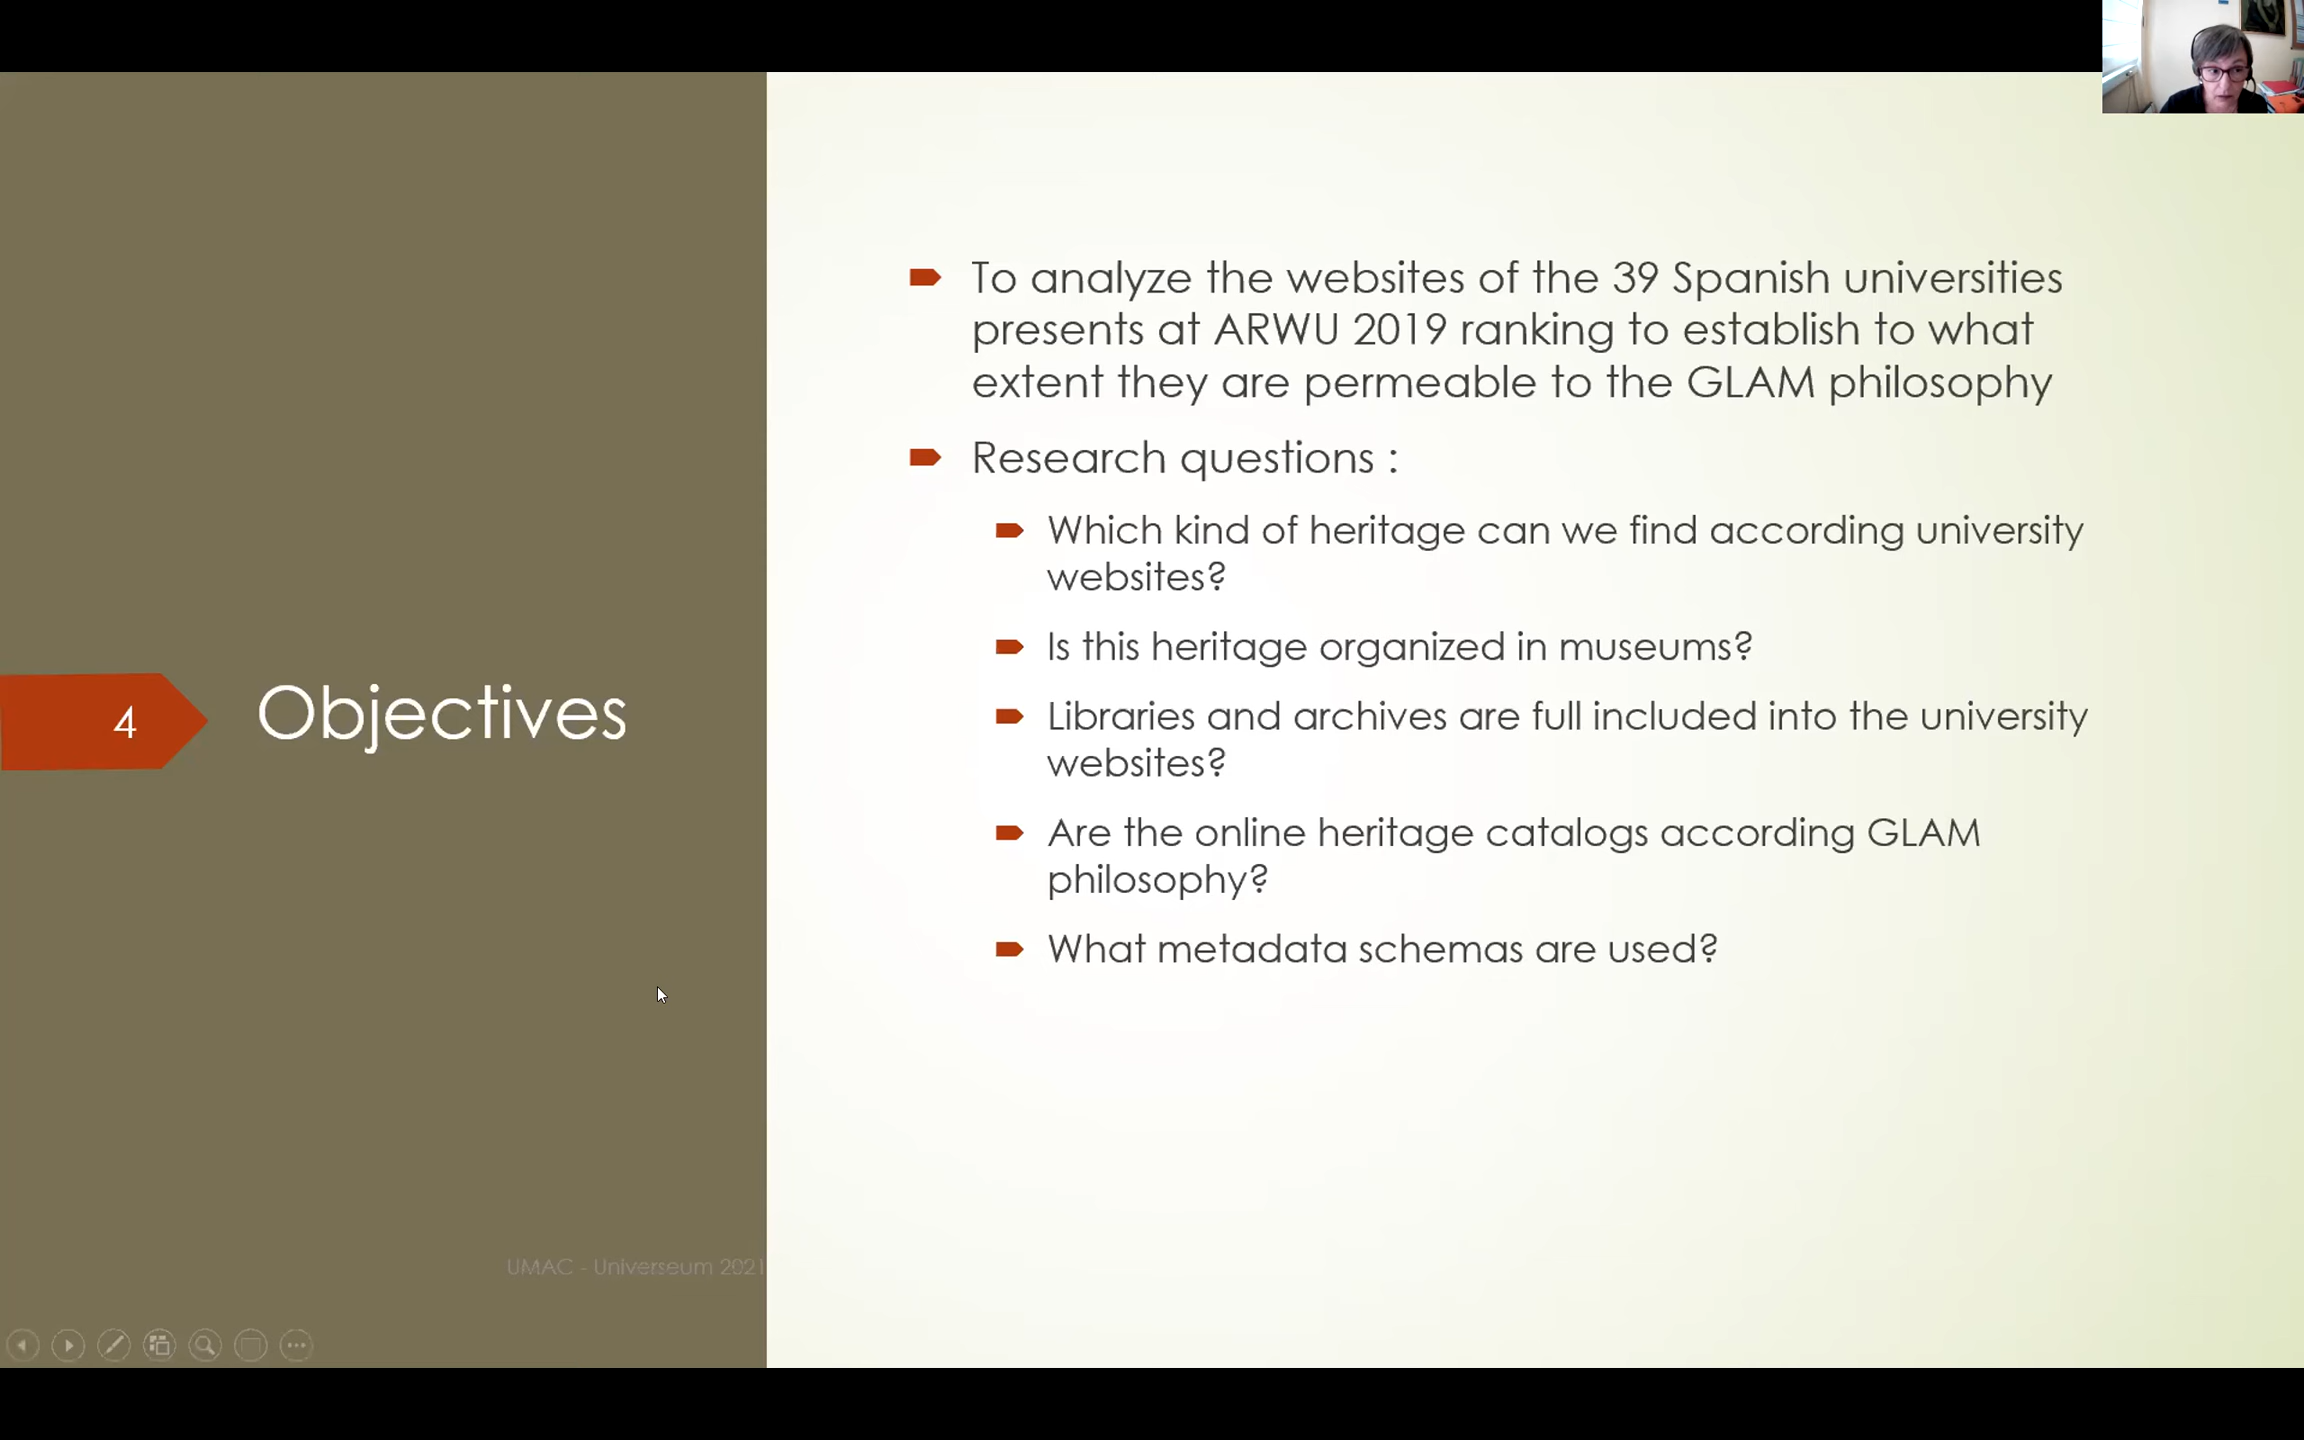 4
Objectives
To analyze the websites of the 39 Spanish universities
presents at ARWU 2019 ranking to establish to what
extent they are permeable to the GLAM philosophy
Research questions :
Which kind of heritage can we find according university
websites?
Is this heritage organized in museums?
Libraries and archives are full included into the university
websites?
Are the online heritage catalogs according GLAM
philosophy?
What metadata schemas are used?
UMAC - Universeum 2021